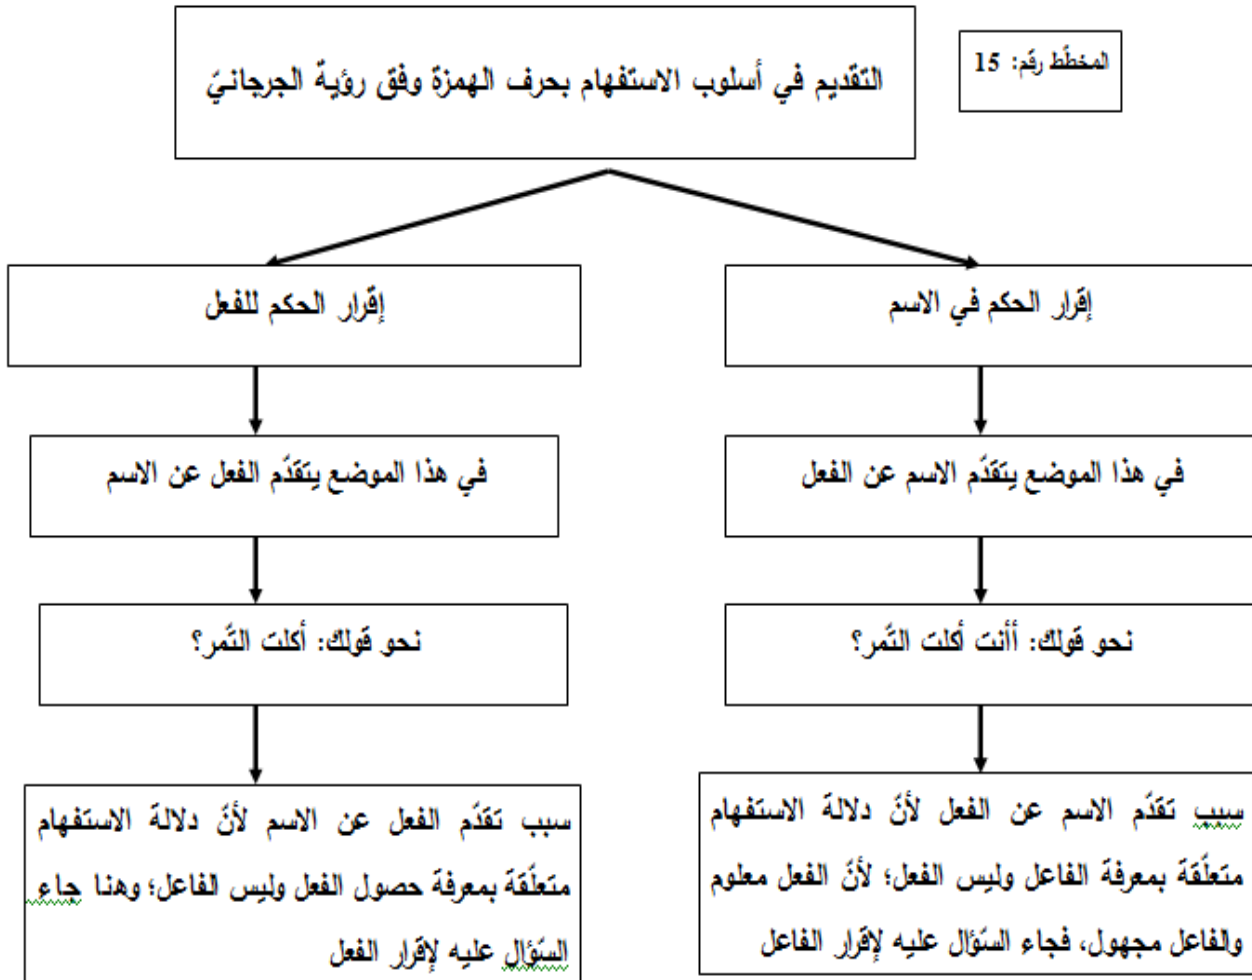 المخطّط رقم: 15
التقديم في أسلوب الاستفهام بحرف الهمزة وفق رؤية الجرجانيّ
إقرار الحكم في الاسم
في هذا الموضع يتقدّم الاسم عن الفعل
نحو قولك: أأنت أكلت التّمر؟
سبب تقدّم الاسم عن الفعل لأنّ دلالة الاستفهام
متعلّقة بمعرفة الفاعل وليس الفعل؛ لأنّ الفعل معلوم
والفاعل مجهول، فجاء السّؤال عليه لإقرار الفاعل
إقرار الحكم للفعل
في هذا الموضع يتقدّم الفعل عن الاسم
نحو قولك: أكلت التّمر؟
سبب تقدّم الفعل عن الاسم لأنّ دلالة الاستفهام
متعلّقة بمعرفة حصول الفعل وليس الفاعل؛ وهنا جاء
السّؤال عليه لإقرار الفعل